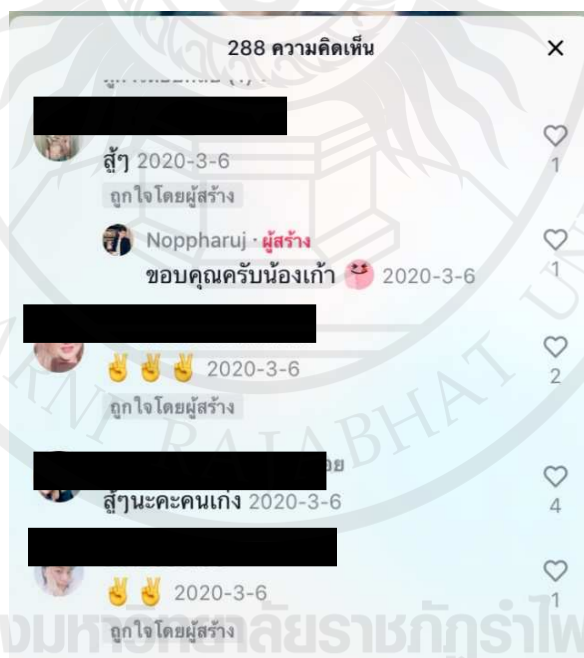 288 ความคิดเห็น
สู้ๆ 2020-3-6
1
ถูกใจโดยผู้สร้าง
Noppharuj · ผู้สร้าง
ขอบคุณครับน้องเก้า 2020-3-6
1
2020-3-6
2
ถูกใจโดยผู้สร้าง
อย
สู้ๆนะคะคนเก่ง 2020-3-6
4
2020-3-6
1
ถูกใจโดยผู้สร้าง
RAJABHAT